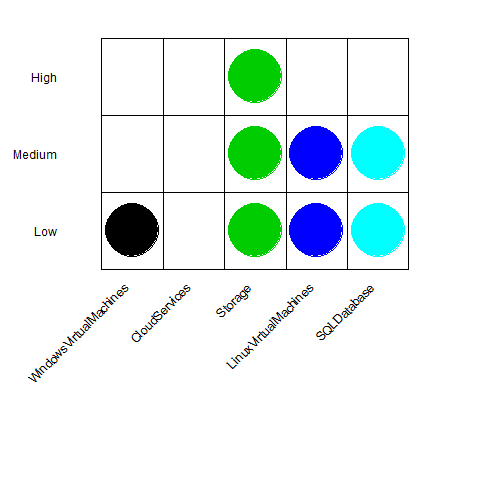 High
Medium
Low
WindowsVirtualMachines
CloudServices
Storage
LinuxVirtualMachines
SQLDatabase